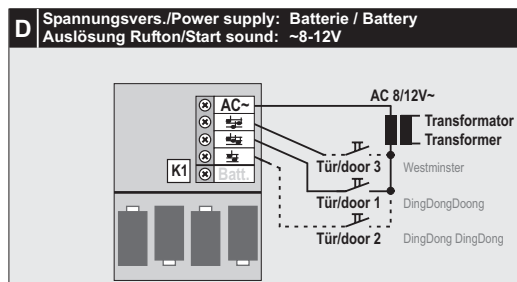 D
Spannungsvers./Power supply: Batterie / Battery
Auslösung Rufton/Start sound: ~8-12V
AC 8/12V~
AC~
Transformator
Transformer
Tür/door 3 Westminster
K1
Batt.
Tür/door 1 DingDongDoong
Tür/door 2 DingDong DingDong